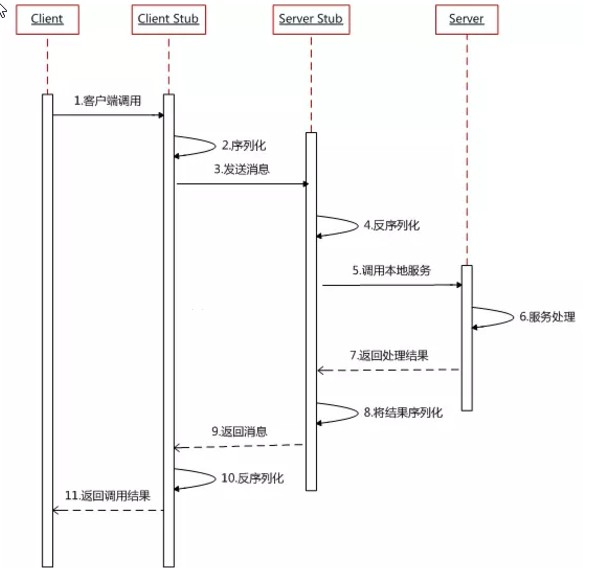 Client
Client Stub
Server Stub
Server
1.客户端调用
2.序列化
3.发送消息
4.反序列化
5.调用本地服务
6.服务处理
7.返回处理结果
8.将结果序列化
9.返回消息
10.反序列化
11.返回调用结果